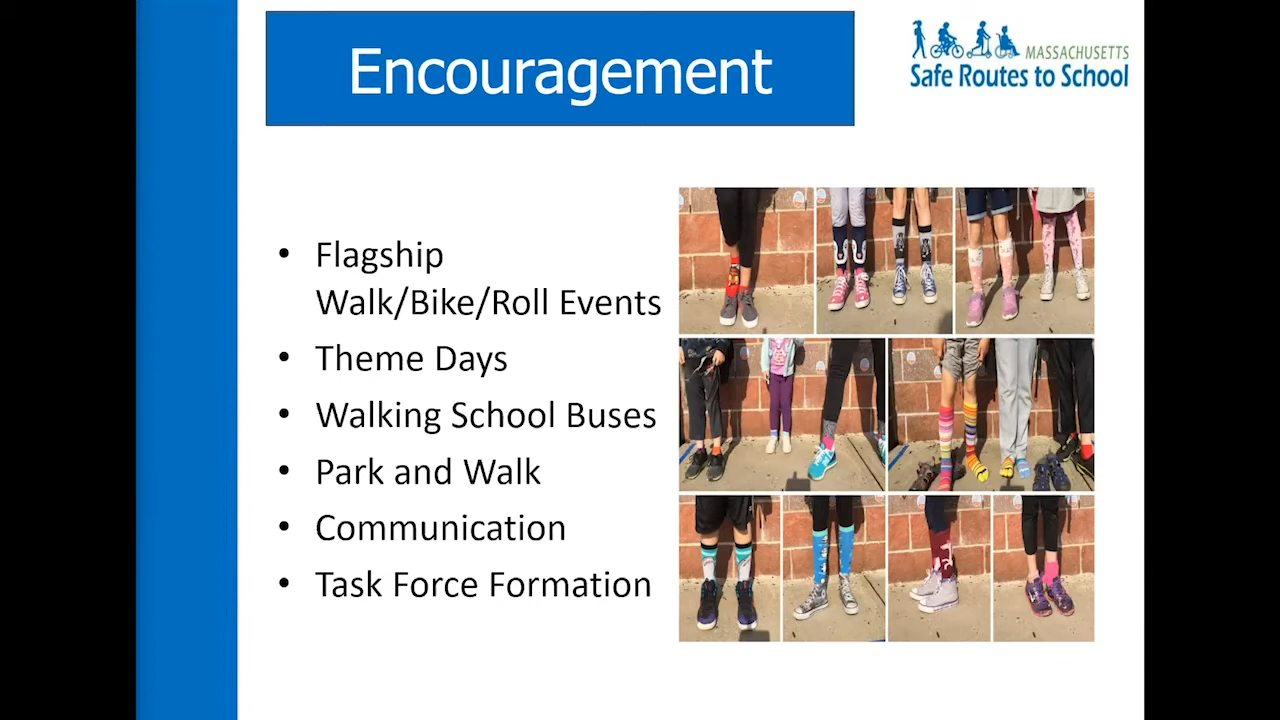 Encouragement
MASSACHUSETTS
Safe Routes to School
• Flagship
Walk/Bike/Roll Events
• Theme Days
• Walking School Buses
• Park and Walk
• Communication
• Task Force Formation